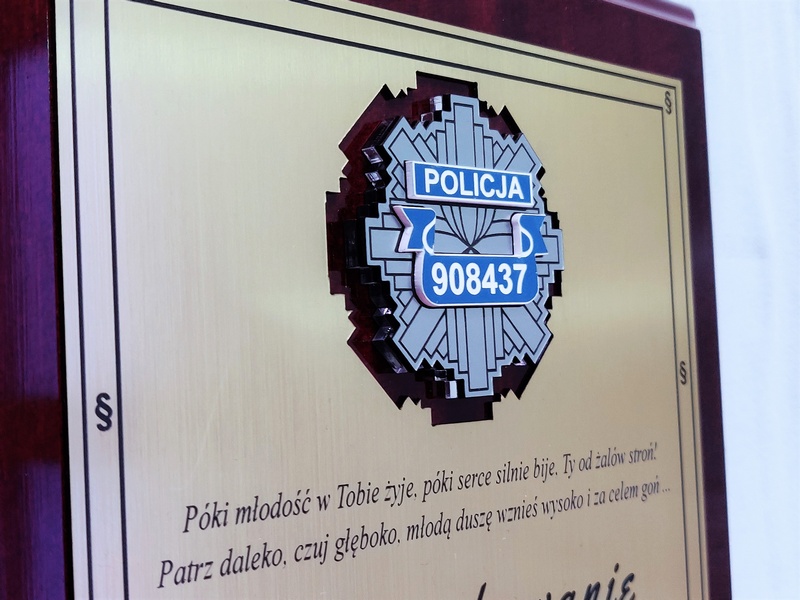 §
POLICJA
908437
§
§
Póki młodość w Tobie żyje, póki serce silnie bije, Ty od żalów stroń!
Patrz daleko, czuj głęboko, młodą duszę wznieś wysoko i za celem goń ...